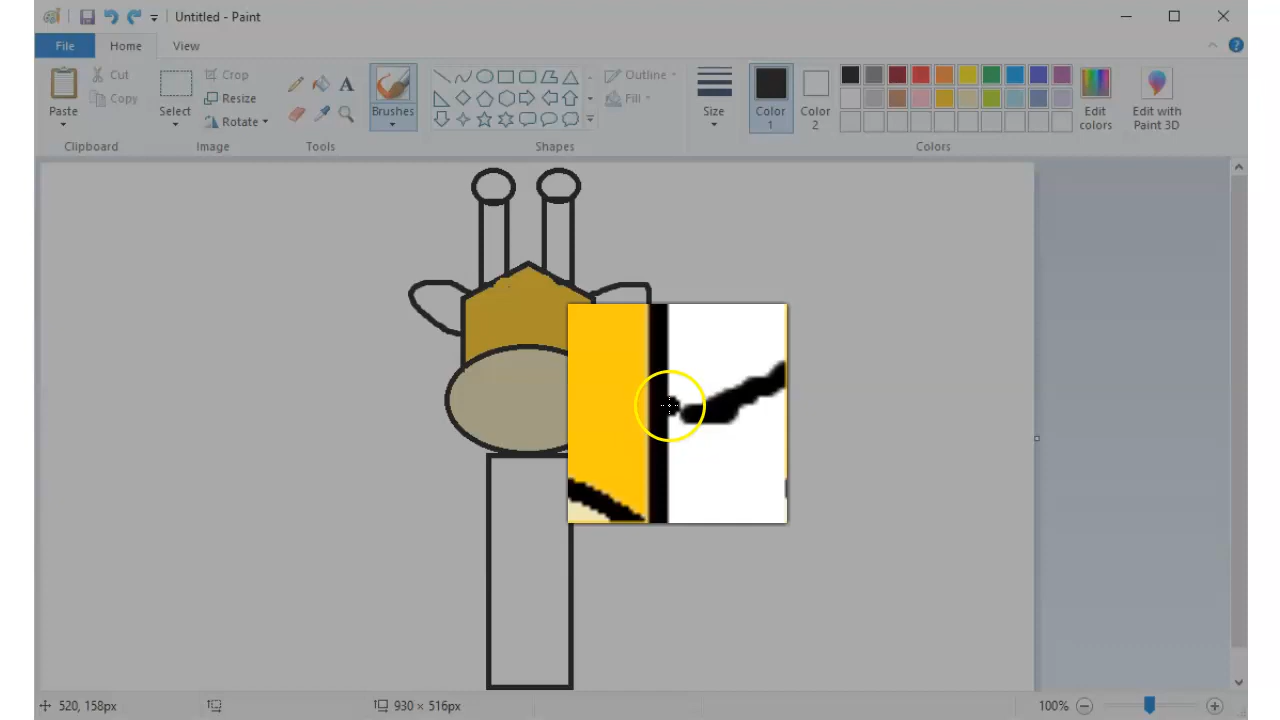 Untitled - Paint
File Home View
Paste
Cut
Copy
Clipboard
Select
Crop
Resize
Rotate
Image
A
Tools
Brushes
Shapes
Outline
Fill
Size
Color 1
Color 2
Edit colors
Colors
Edit with Paint 3D
520, 158px
930 × 516px
100%